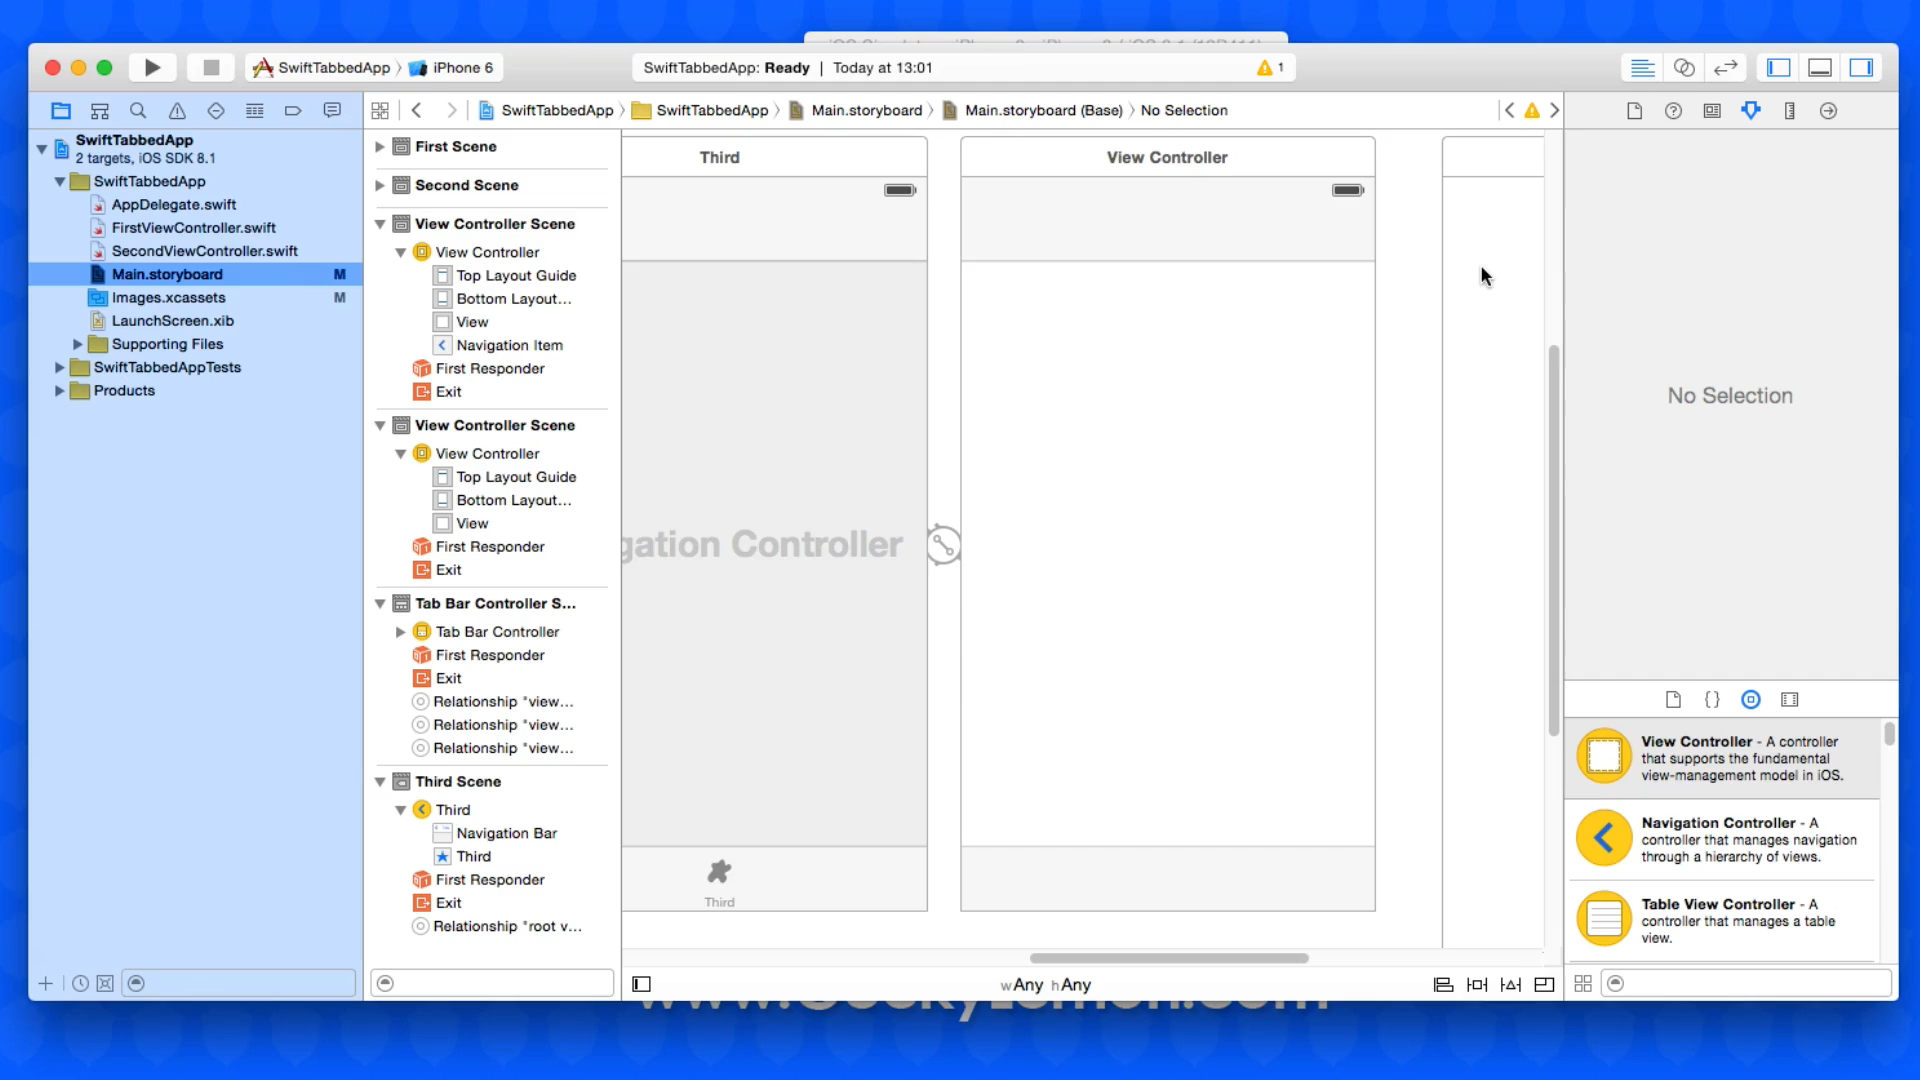 SwiftTabbedApp
iPhone 6
SwiftTabbedApp: Ready | Today at 13:01
1
SwiftTabbedApp
SwiftTabbedApp
Main.storyboard
Main.storyboard (Base)
No Selection
SwiftTabbedApp
2 targets, iOS SDK 8.1
SwiftTabbedApp
AppDelegate.swift
FirstViewController.swift
SecondViewController.swift
Main.storyboard M
Images.xcassets M
LaunchScreen.xib
Supporting Files
SwiftTabbedAppTests
Products
First Scene
Second Scene
View Controller Scene
View Controller
Top Layout Guide
Bottom Layout...
View
Navigation Item
First Responder
Exit
View Controller Scene
View Controller
Top Layout Guide
Bottom Layout...
View
First Responder
Exit
Tab Bar Controller S...
Tab Bar Controller
First Responder
Exit
Relationship "view...
Relationship "view...
Relationship "view...
Third Scene
Third
Navigation Bar
Third
First Responder
Exit
Relationship "root v...
Third
gation Controller
Third
View Controller
wAny hAny
No Selection
View Controller - A controller
that supports the fundamental
view-management model in iOS.
Navigation Controller - A
controller that manages navigation
through a hierarchy of views.
Table View Controller - A
controller that manages a table
view.